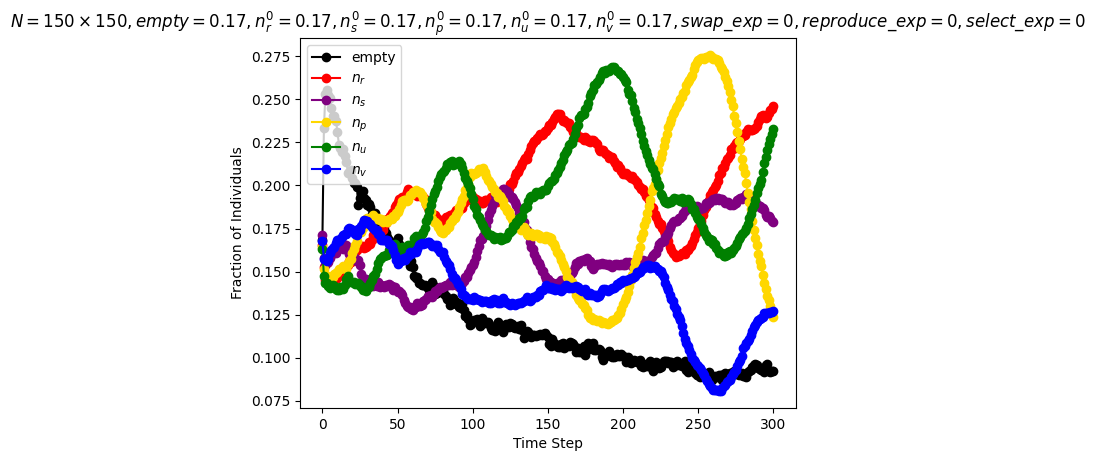 N = 150 × 150, empty = 0.17, n_r^0 = 0.17, n_s^0 = 0.17, n_p^0 = 0.17, n_u^0 = 0.17, n_v^0 = 0.17, swap_exp = 0, reproduce_exp = 0, select_exp = 0
empty
n_r
n_s
n_p
n_u
n_v
Fraction of Individuals
0.275
0.250
0.225
0.200
0.175
0.150
0.125
0.100
0.075
0 50 100 150 200 250 300
Time Step